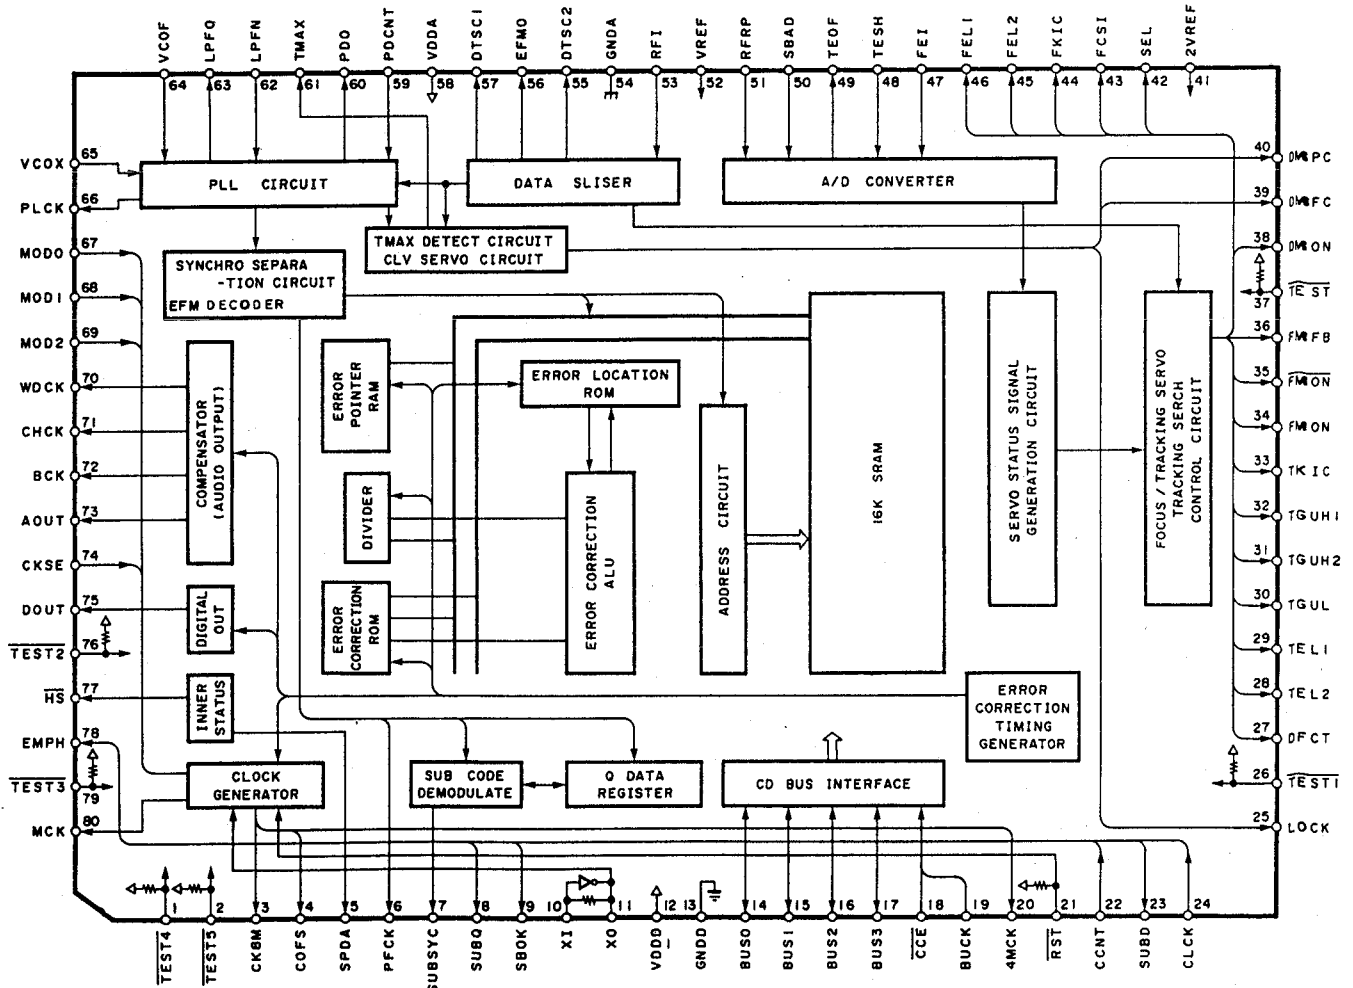 VCOF
LPFQ
LPFN
TMAX
PDO
PDCNT
VDDA
DTSC1
EFMO
DTSC2
GNDA
RFI
VREF
RFRP
SBAD
TEOF
TESH
FEI
FEL1
FEL2
FKIC
FCSI
SEL
2VREF
64 63 62 61 60 59 58 57 56 55 54 53 52 51 50 49 48 47 46 45 44 43 42 41
VCOX 65
PLCK 66
MOD0 67
MOD1 68
MOD2 69
WDCK 70
CHCK 71
BCK 72
AOUT 73
CKSE 74
DOUT 75
TEST2 76
HS 77
EMPH 78
TEST3 79
MCK 80
PLL CIRCUIT
DATA SLISER
A/D CONVERTER
TMAX DETECT CIRCUIT
CLV SERVO CIRCUIT
SYNCHRO SEPARA
-TION CIRCUIT
EFM DECODER
COMPENSATOR
(AUDIO OUTPUT)
ERROR
POINTER
RAM
ERROR LOCATION
ROM
DIVIDER
ERROR
CORRECTION
ROM
ERROR CORRECTION
ALU
ADDRESS CIRCUIT
16K SRAM
SERVO STATUS SIGNAL
GENERATION CIRCUIT
FOCUS/TRACKING SERVO
TRACKING SERCH
CONTROL CIRCUIT
DIGITAL
OUT
INNER
STATUS
CLOCK
GENERATOR
SUB CODE
DEMODULATE
Q DATA
REGISTER
CD BUS INTERFACE
ERROR
CORRECTION
TIMING
GENERATOR
40
39
38 ON
37 TEST
36
35
34
33 TKIC
32 TGUH1
31 TGUH2
30 TGUL
29 TEL1
28 TEL2
27 DFCT
26 TEST1
25 LOCK
1 2 3 4 5 6 7 8 9 10 11 12 13 14 15 16 17 18 19 20 21 22 23 24
TEST4
TEST5
CK8M
COFS
SPDA
PFCK
SUBSYC
SUBQ
SBOK
XI
XO
VDDD
GNDD
BUS0
BUS1
BUS2
BUS3
CCE
BUCK
4MCK
RST
CCNT
SUBD
CLCK